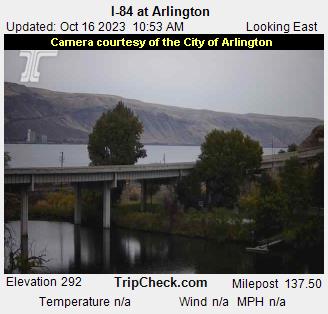 I-84 at Arlington
Updated: Oct 16 2023 10:53 AM Looking East
Camera courtesy of the City of Arlington
Elevation 292 TripCheck.com Milepost 137.50
Temperature n/a Wind n/a MPH n/a